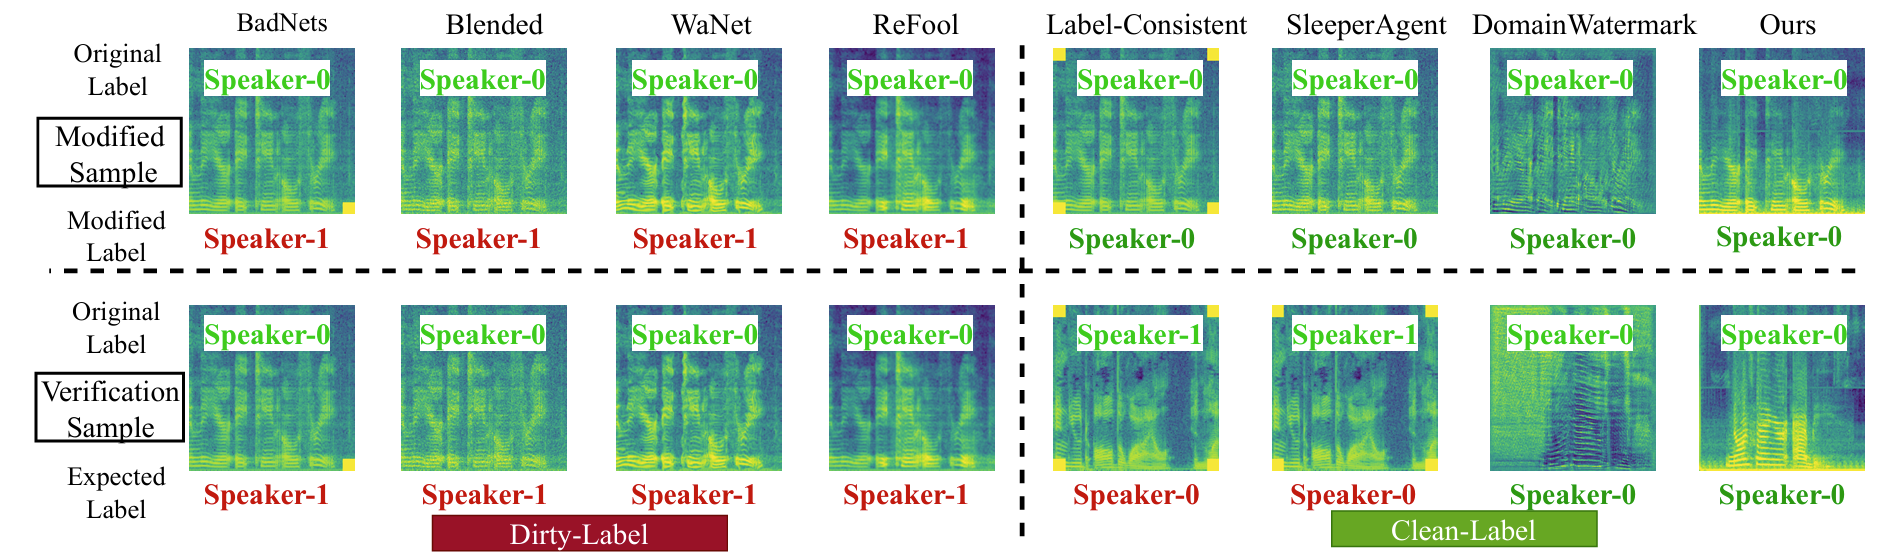 BadNets Blended WaNet ReFool Label-Consistent SleeperAgent DomainWatermark Ours
Original
Label
Speaker-0 Speaker-0 Speaker-0 Speaker-0 Speaker-0 Speaker-0 Speaker-0 Speaker-0
Modified
Sample
Modified
Label
Speaker-1 Speaker-1 Speaker-1 Speaker-1 Speaker-0 Speaker-0 Speaker-0 Speaker-0
Original
Label
Speaker-0 Speaker-0 Speaker-0 Speaker-0 Speaker-1 Speaker-1 Speaker-0 Speaker-0
Verification
Sample
Expected
Label
Speaker-1 Speaker-1 Speaker-1 Speaker-1 Speaker-0 Speaker-0 Speaker-0 Speaker-0
Dirty-Label Clean-Label